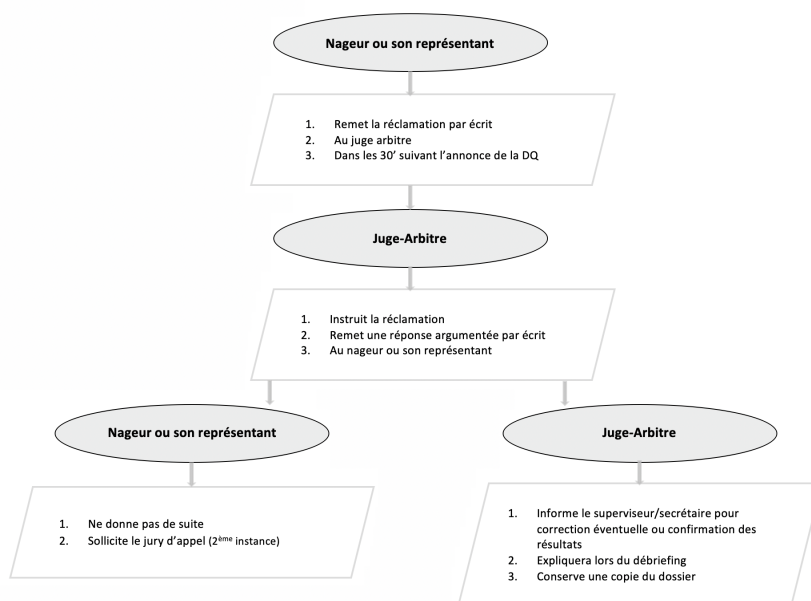 Nageur ou son représentant
1. Remet la réclamation par écrit
2. Au juge arbitre
3. Dans les 30’ suivant l’annonce de la DQ
Juge-Arbitre
1. Instruit la réclamation
2. Remet une réponse argumentée par écrit
3. Au nageur ou son représentant
Nageur ou son représentant
1. Ne donne pas de suite
2. Sollicite le jury d’appel (2ème instance)
Juge-Arbitre
1. Informe le superviseur/secrétaire pour
correction éventuelle ou confirmation des
résultats
2. Expliquera lors du débriefing
3. Conserve une copie du dossier